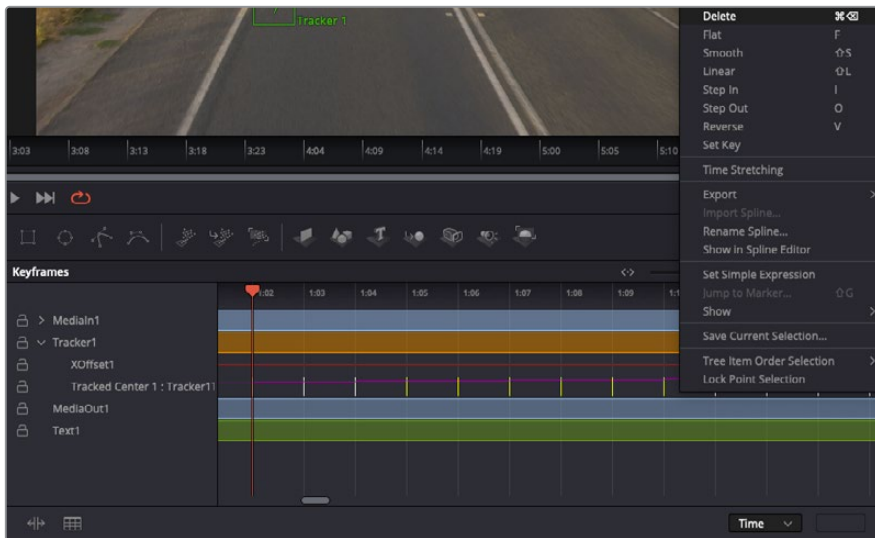 Tracker 1
Delete ⌘⌫
Flat F
Smooth ⇧S
Linear ⇧L
Step In I
Step Out O
Reverse V
Set Key
Time Stretching
Export
Import Spline...
Rename Spline...
Show in Spline Editor
Set Simple Expression
Jump to Marker... ⇧G
Show
Save Current Selection...
Tree Item Order Selection
Lock Point Selection
3:03 3:08 3:13 3:18 3:23 4:04 4:09 4:14 4:19 5:00 5:05 5:10
Keyframes
1:02 1:03 1:04 1:05 1:06 1:07 1:08 1:09
MediaIn1
Tracker1
XOffset1
Tracked Center 1 : Tracker1
MediaOut1
Text1
Time